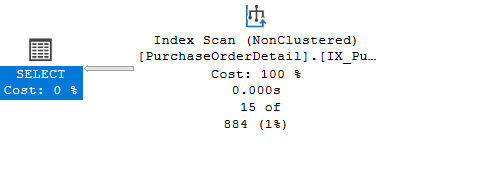 Index Scan (NonClustered)
[PurchaseOrderDetail].[IX_Pu…
Cost: 100 %
0.000s
15 of
884 (1%)
SELECT
Cost: 0 %